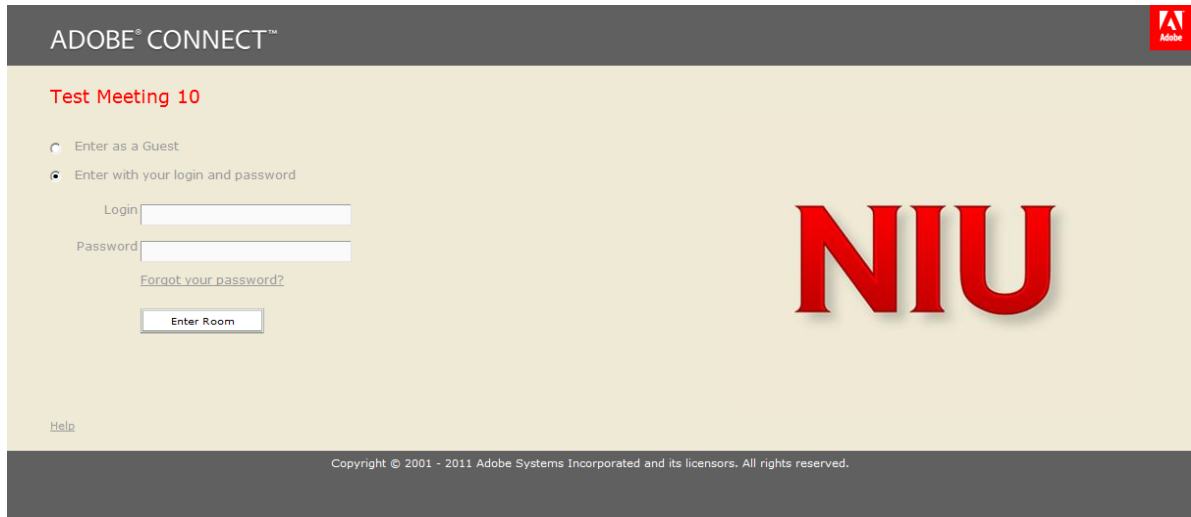 ADOBE® CONNECT™
Adobe
Test Meeting 10
Enter as a Guest
Enter with your login and password
Login
Password
Forgot your password?
Enter Room
NIU
Help
Copyright © 2001 - 2011 Adobe Systems Incorporated and its licensors. All rights reserved.